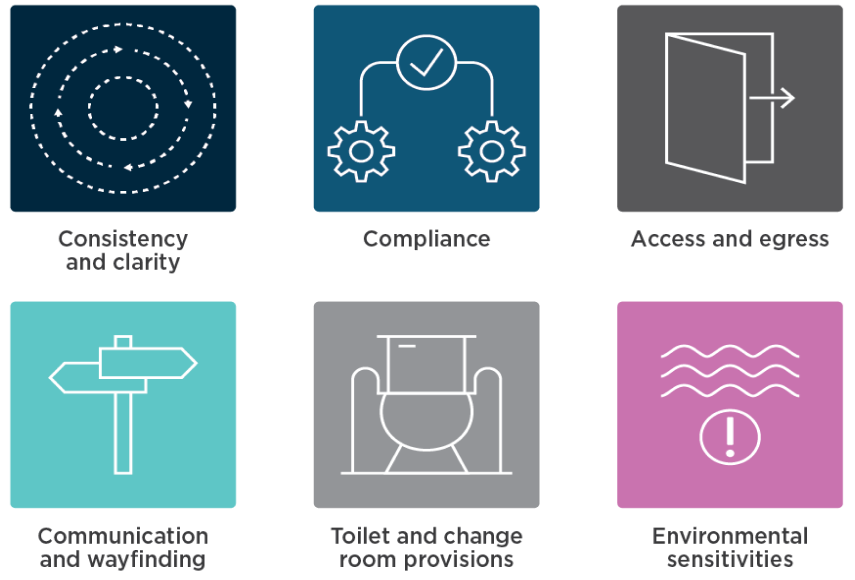 Consistency
and clarity
Compliance
Access and egress
Communication
and wayfinding
Toilet and change
room provisions
Environmental
sensitivities